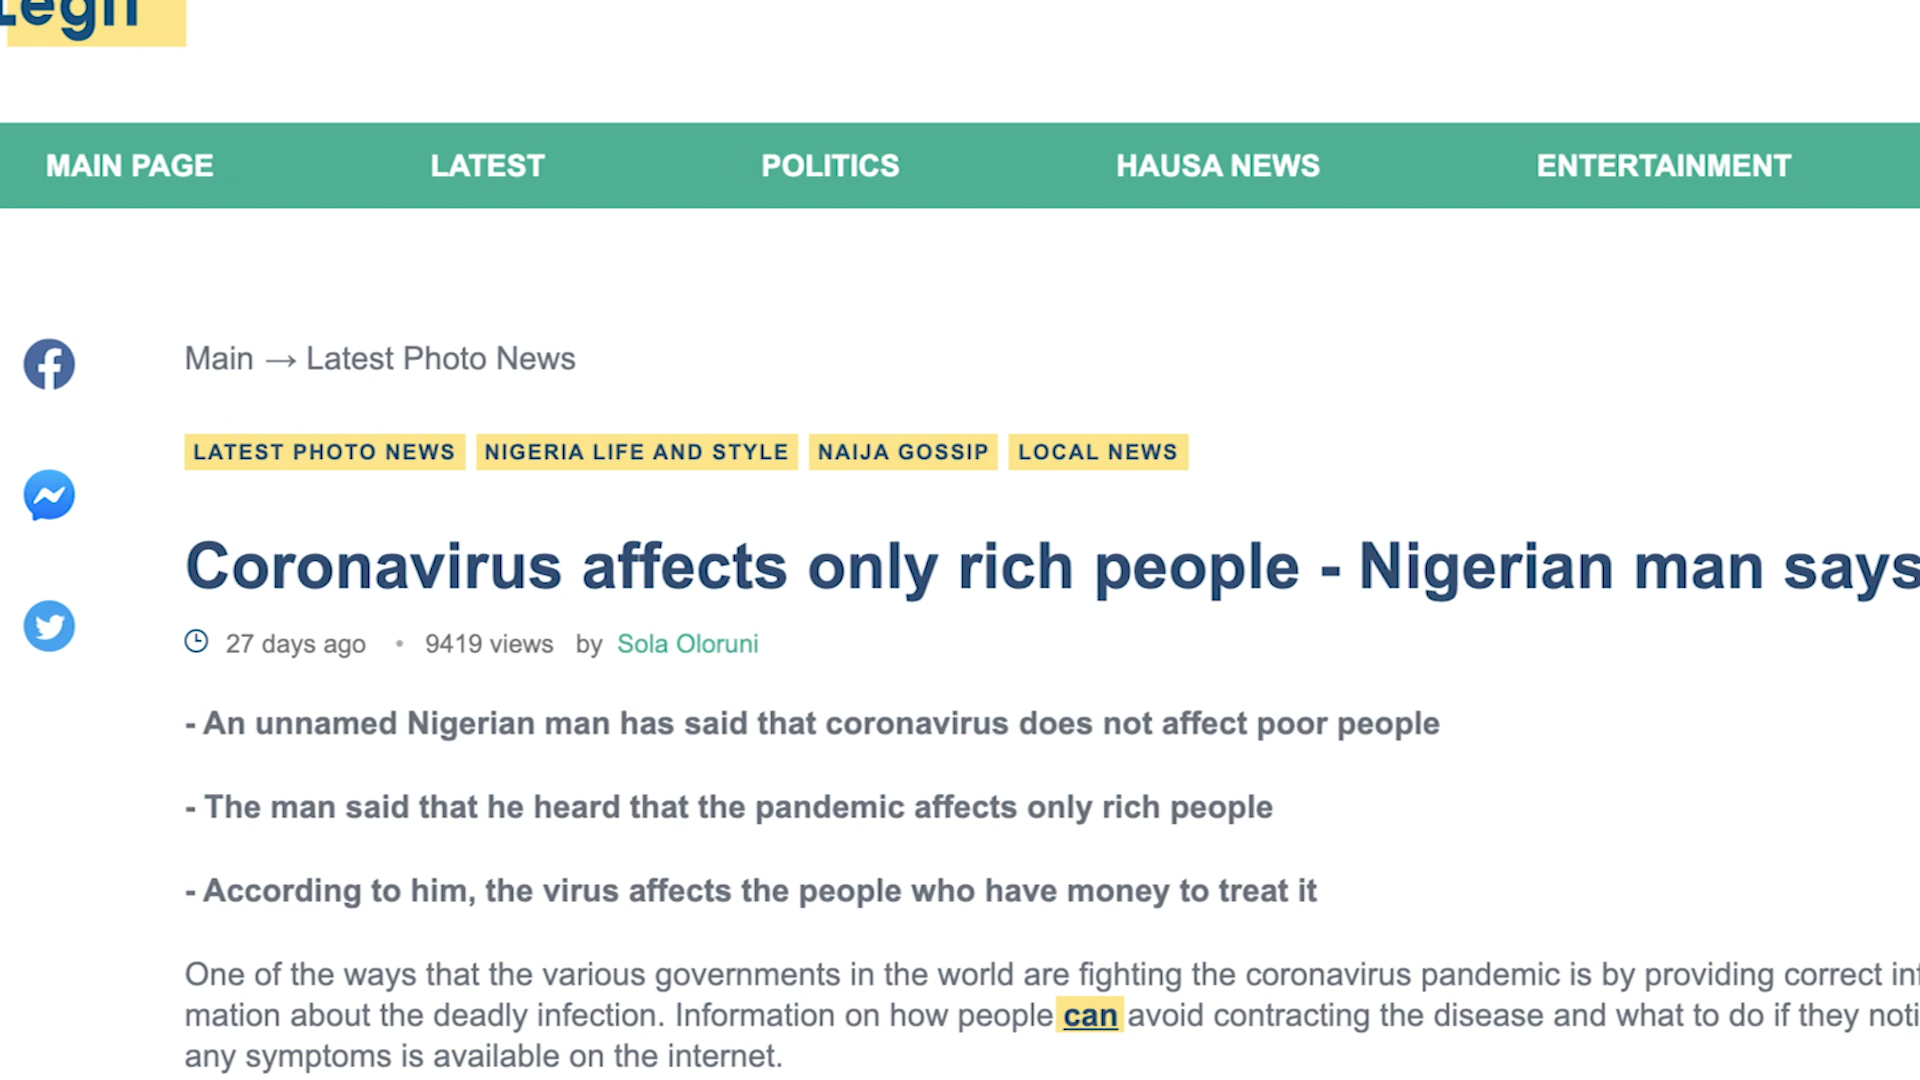 Legit
MAIN PAGE LATEST POLITICS HAUSA NEWS ENTERTAINMENT
Main → Latest Photo News
LATEST PHOTO NEWS NIGERIA LIFE AND STYLE NAIJA GOSSIP LOCAL NEWS
Coronavirus affects only rich people - Nigerian man says
27 days ago • 9419 views by Sola Oloruni
- An unnamed Nigerian man has said that coronavirus does not affect poor people
- The man said that he heard that the pandemic affects only rich people
- According to him, the virus affects the people who have money to treat it
One of the ways that the various governments in the world are fighting the coronavirus pandemic is by providing correct inf
mation about the deadly infection. Information on how people can avoid contracting the disease and what to do if they noti
any symptoms is available on the internet.